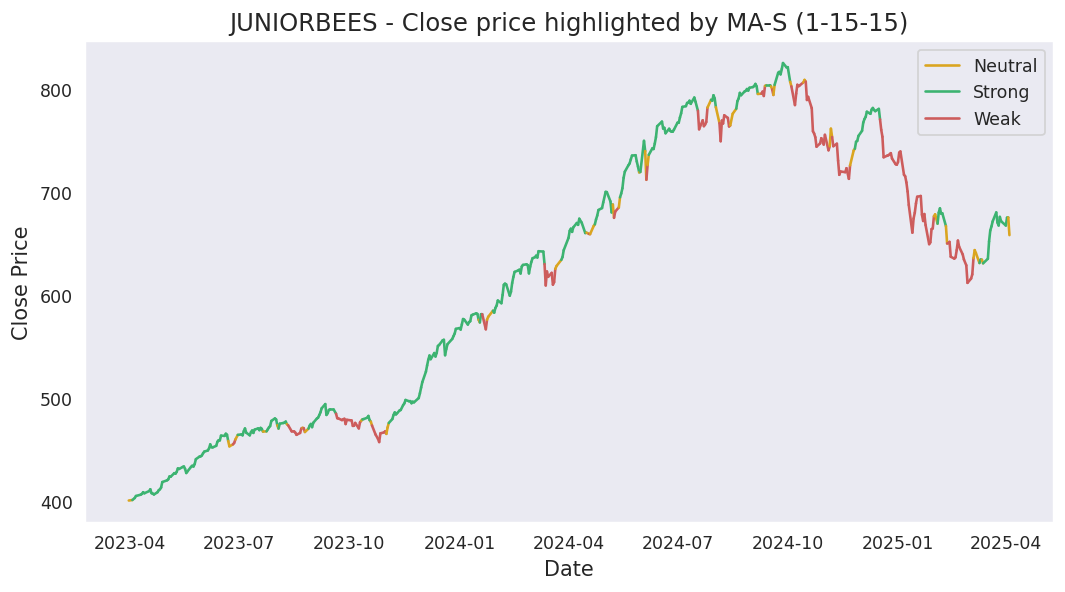 JUNIORBEES - Close price highlighted by MA-S (1-15-15)
Neutral
Strong
Weak
Close Price
800
700
600
500
400
2023-04 2023-07 2023-10 2024-01 2024-04 2024-07 2024-10 2025-01 2025-04
Date